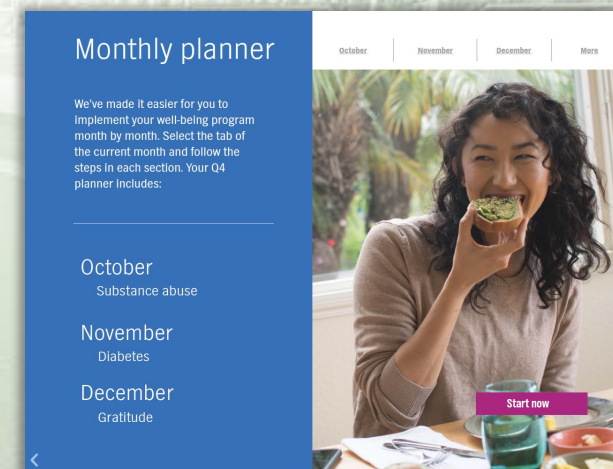 Monthly planner
October
November
December
More
We've made it easier for you to
implement your well-being program
month by month. Select the tab of
the current month and follow the
steps in each section. Your Q4
planner includes:
October
Substance abuse
November
Diabetes
December
Gratitude
Start now